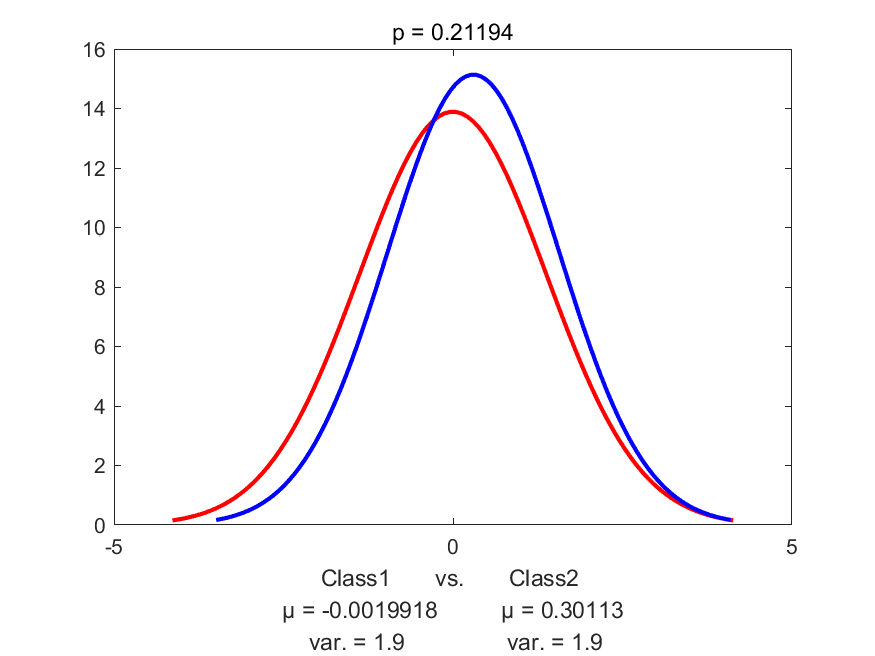 p = 0.21194
16
14
12
10
8
6
4
2
0
-5 0 5
Class1 vs. Class2
μ = -0.0019918 μ = 0.30113
var. = 1.9 var. = 1.9